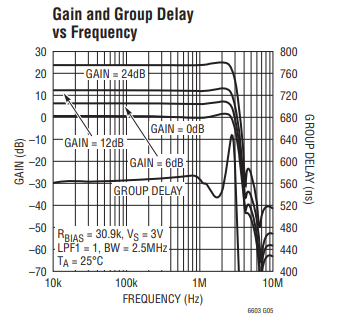 Gain and Group Delay
vs Frequency
30
20
10
0
–10
–20
–30
–40
–50
–60
–70
GAIN (dB)
GAIN = 24dB
GAIN = 0dB
GAIN = 12dB
GAIN = 6dB
GROUP DELAY
R_BIAS = 30.9k, V_S = 3V
LPF1 = 1, BW = 2.5MHz
T_A = 25°C
800
760
720
680
640
600
560
520
480
440
400
GROUP DELAY (ns)
10k 100k 1M 10M
FREQUENCY (Hz)
6603 G05